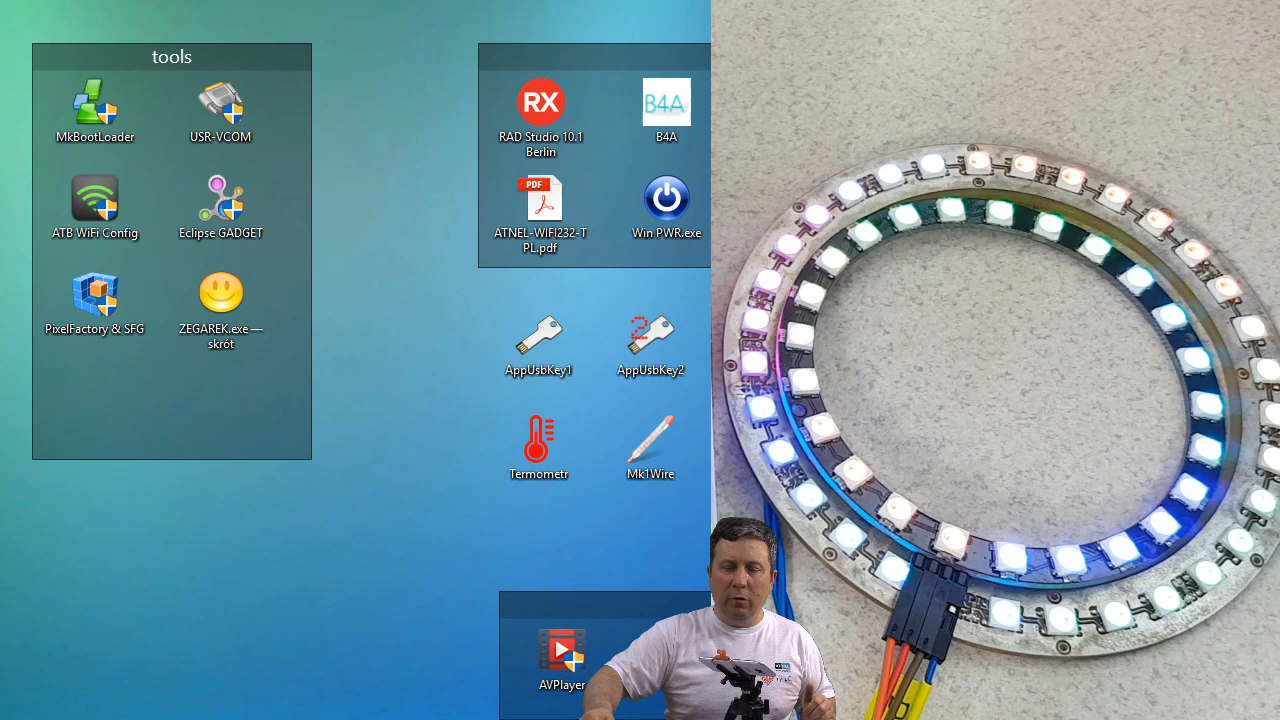 tools
MkBootLoader
USR-VCOM
ATB WiFi Config
Eclipse GADGET
PixelFactory & SFG
ZEGAREK.exe —
skrót
RX
RAD Studio 10.1
Berlin
B4A
B4A
PDF
ATNEL-WIFI232-T
PL.pdf
Win PWR.exe
AppUsbKey1
2
AppUsbKey2
Termometr
Mk1Wire
AVPlayer